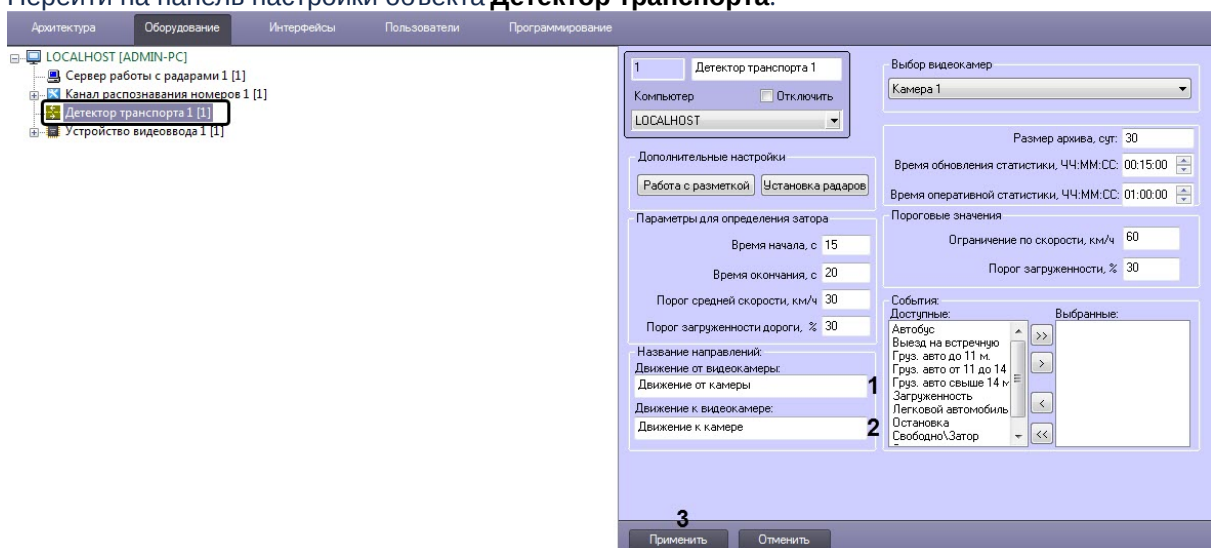 Перейти на панель настройки объекта Детектор транспорта.
Архитектура Оборудование Интерфейсы Пользователи Программирование
LOCALHOST [ADMIN-PC]
Сервер работы с радарами 1 [1]
Канал распознавания номеров 1 [1]
Детектор транспорта 1 [1]
Устройство видеоввода 1 [1]
1 Детектор транспорта 1
Компьютер Отключить
LOCALHOST
Дополнительные настройки
Работа с разметкой Установка радаров
Параметры для определения затора
Время начала, с 15
Время окончания, с 20
Порог средней скорости, км/ч 30
Порог загруженности дороги, % 30
Название направлений:
Движение от видеокамеры:
Движение от камеры 1
Движение к видеокамере:
Движение к камере 2
Выбор видеокамер
Камера 1
Размер архива, сут: 30
Время обновления статистики, ЧЧ:ММ:СС: 00:15:00
Время оперативной статистики, ЧЧ:ММ:СС: 01:00:00
Пороговые значения
Ограничение по скорости, км/ч 60
Порог загруженности, % 30
События:
Доступные: Выбранные:
Автобус
Выезд на встречную
Груз. авто до 11 м.
Груз. авто от 11 до 14
Груз. авто свыше 14 м
Загруженность
Легковой автомобиль
Остановка
Свободно\Затор
>>
>
<
<<
3
Применить Отменить